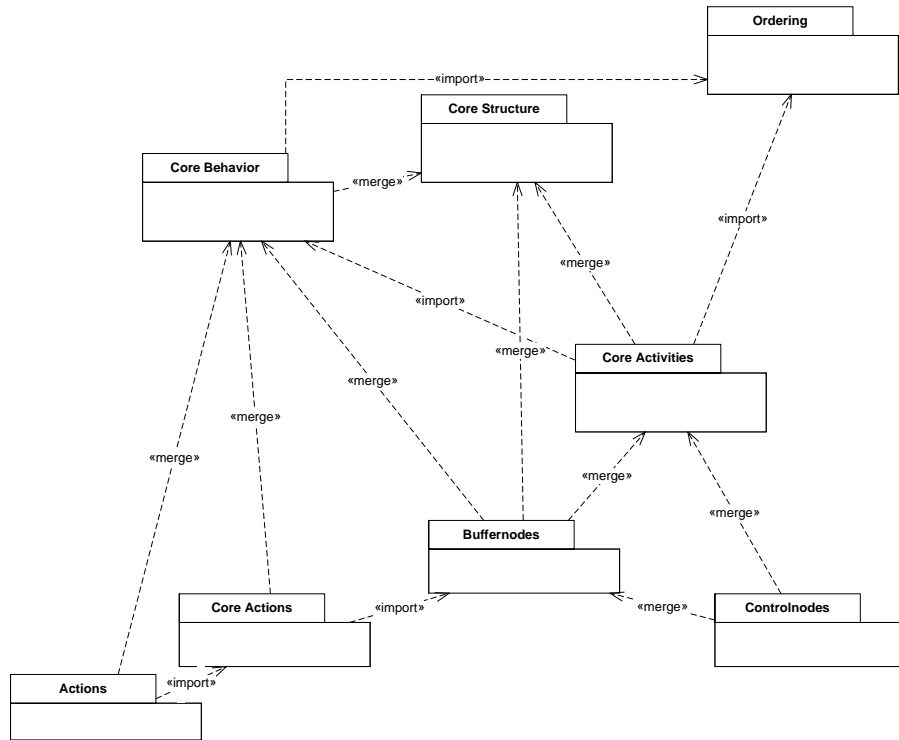 Ordering
«import»
Core Structure
Core Behavior
«merge»
«import»
«merge»
«import»
«merge»
Core Activities
«merge»
«merge»
«merge»
«merge»
«merge»
Buffernodes
Core Actions
«import»
«merge»
Controlnodes
Actions
«import»